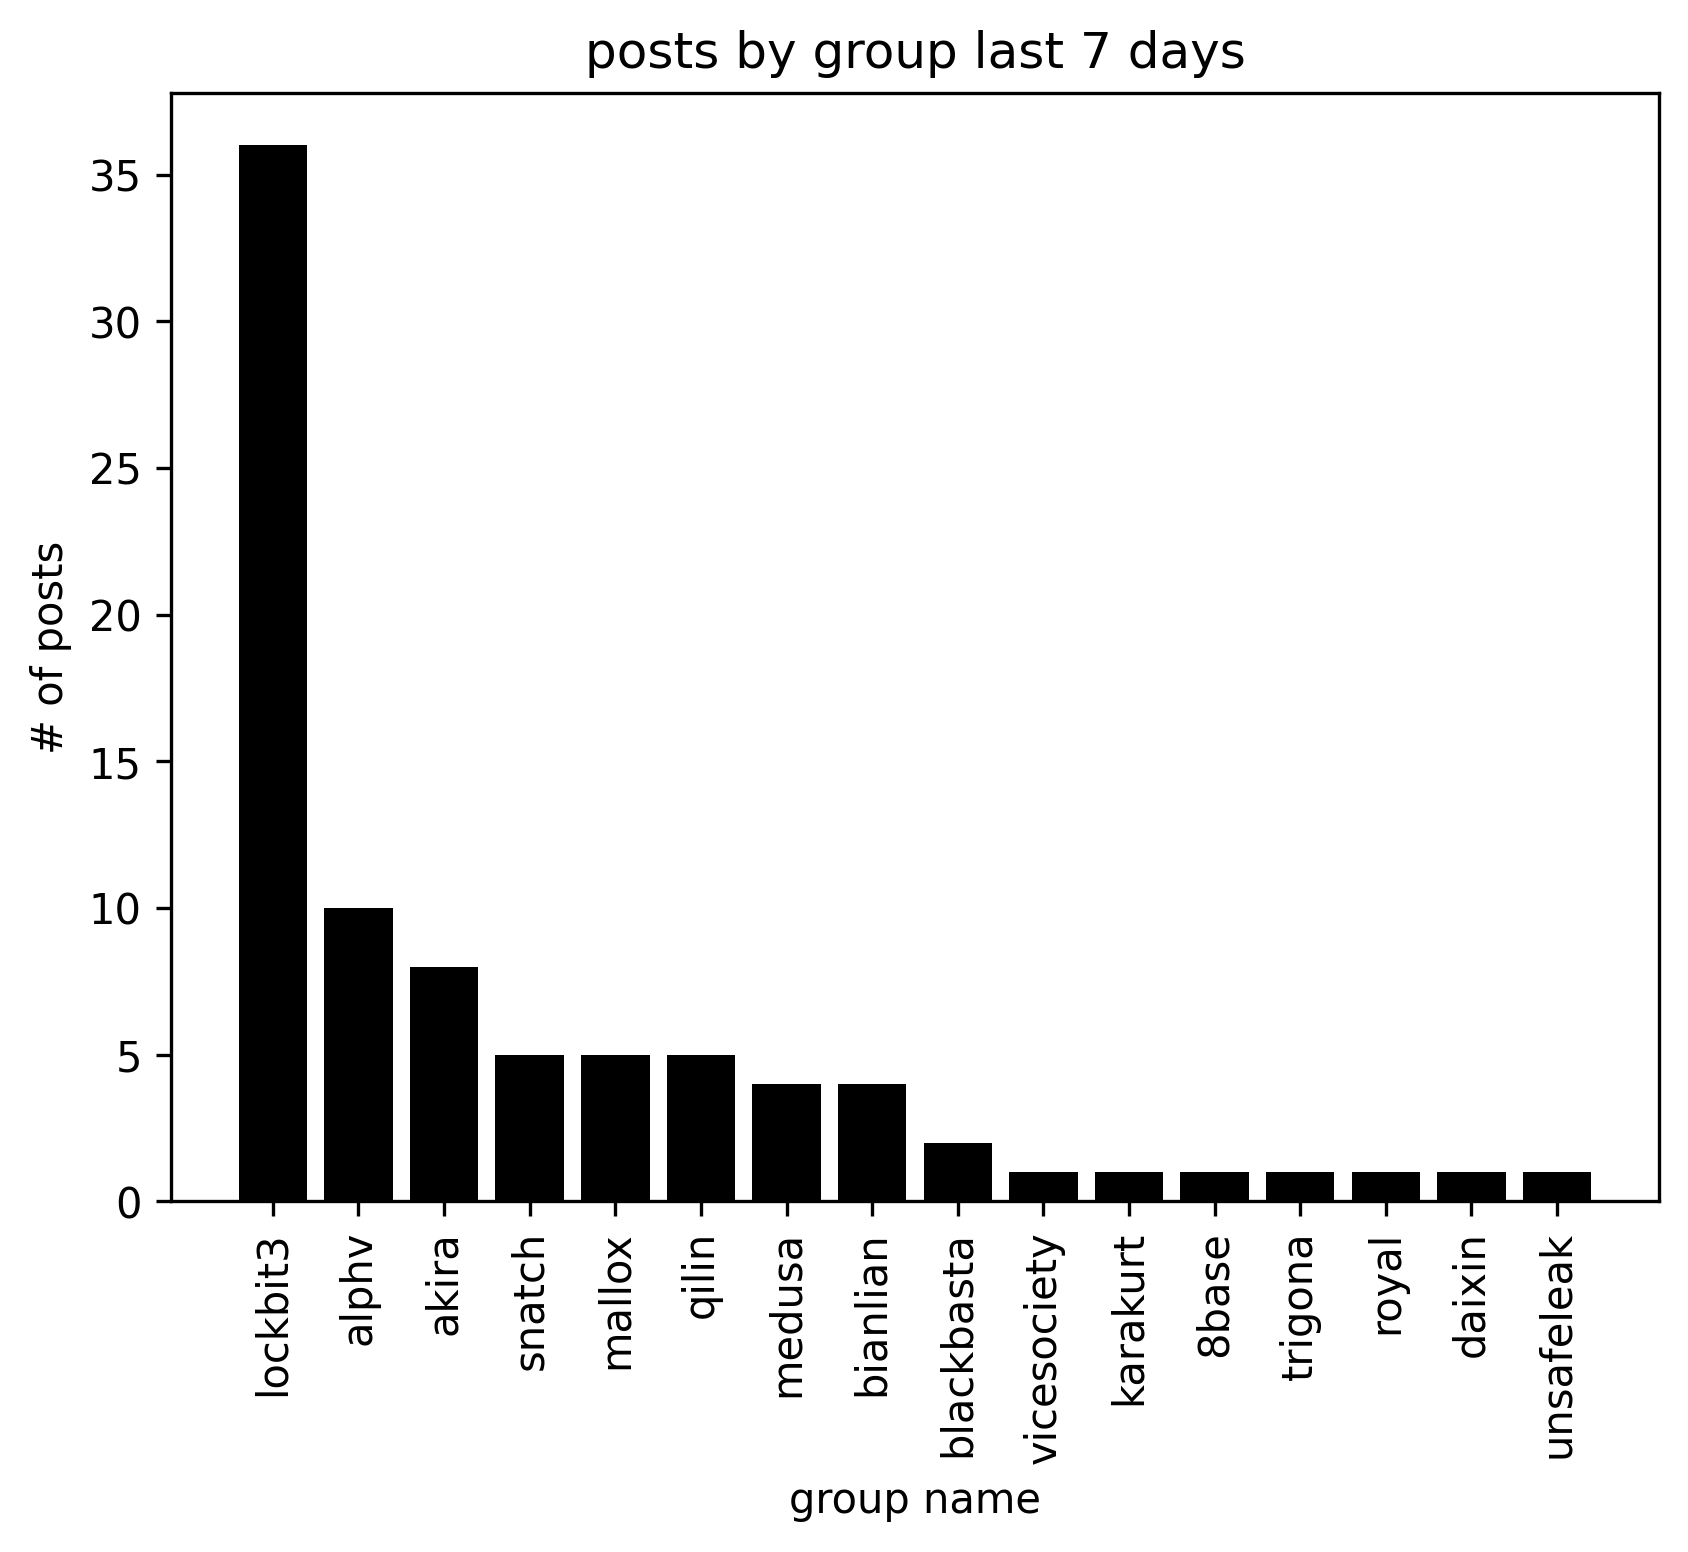 posts by group last 7 days
# of posts
35
30
25
20
15
10
5
0
lockbit3
alphv
akira
snatch
mallox
qilin
medusa
bianlian
blackbasta
vicesociety
karakurt
8base
trigona
royal
daixin
unsafeleak
group name